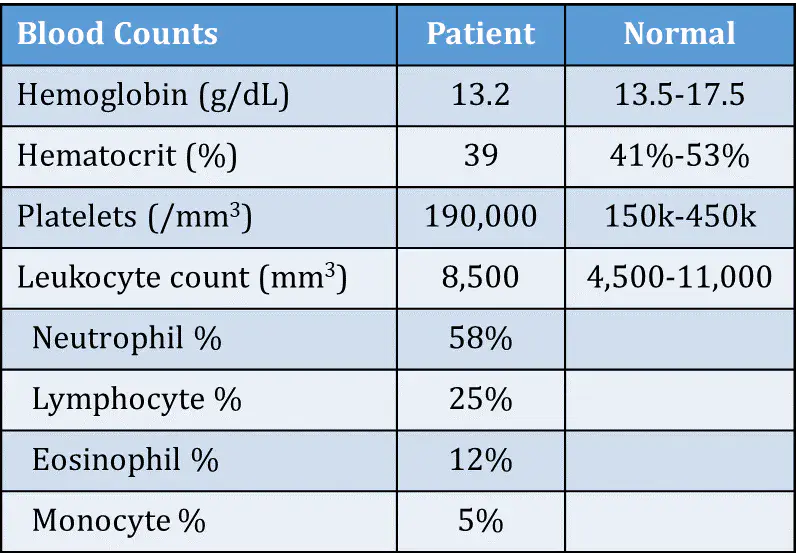 Blood Counts Patient Normal
Hemoglobin (g/dL) 13.2 13.5-17.5
Hematocrit (%) 39 41%-53%
Platelets (/mm³) 190,000 150k-450k
Leukocyte count (mm³) 8,500 4,500-11,000
Neutrophil % 58%
Lymphocyte % 25%
Eosinophil % 12%
Monocyte % 5%